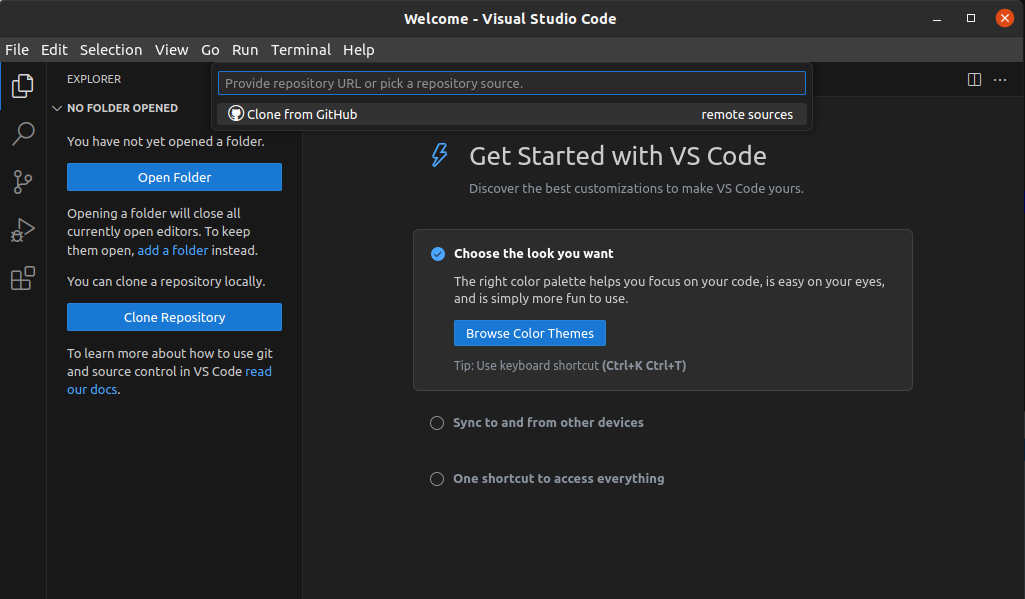 Welcome - Visual Studio Code
File Edit Selection View Go Run Terminal Help
EXPLORER
Provide repository URL or pick a repository source.
Clone from GitHub remote sources
NO FOLDER OPENED
You have not yet opened a folder.
Open Folder
Opening a folder will close all
currently open editors. To keep
them open, add a folder instead.
You can clone a repository locally.
Clone Repository
To learn more about how to use git
and source control in VS Code read
our docs.
Get Started with VS Code
Discover the best customizations to make VS Code yours.
Choose the look you want
The right color palette helps you focus on your code, is easy on your eyes,
and is simply more fun to use.
Browse Color Themes
Tip: Use keyboard shortcut (Ctrl+K Ctrl+T)
Sync to and from other devices
One shortcut to access everything